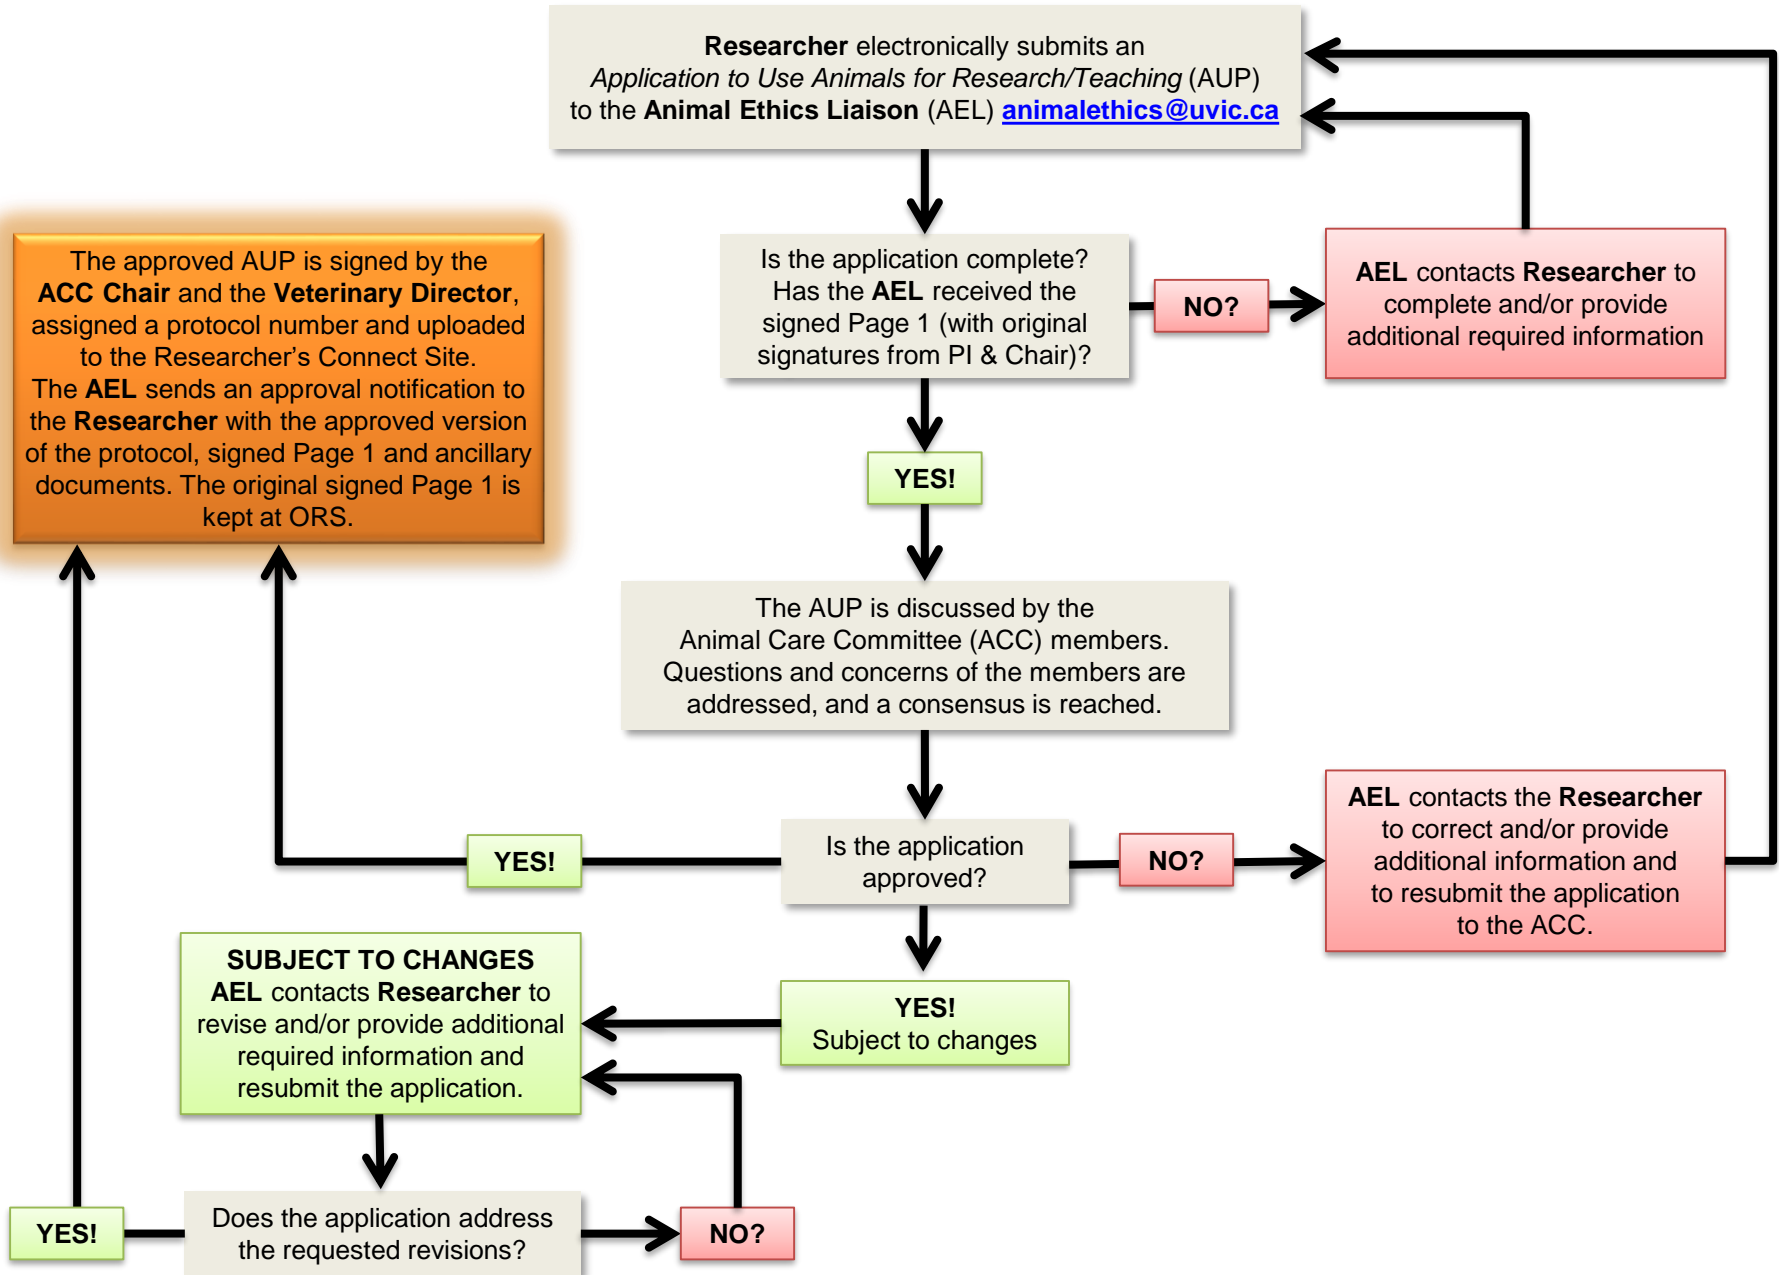 Researcher electronically submits an
Application to Use Animals for Research/Teaching (AUP)
to the Animal Ethics Liaison (AEL) animalethics@uvic.ca
The approved AUP is signed by the
ACC Chair and the Veterinary Director,
assigned a protocol number and uploaded
to the Researcher’s Connect Site.
The AEL sends an approval notification to
the Researcher with the approved version
of the protocol, signed Page 1 and ancillary
documents. The original signed Page 1 is
kept at ORS.
Is the application complete?
Has the AEL received the
signed Page 1 (with original
signatures from PI & Chair)?
NO?
AEL contacts Researcher to
complete and/or provide
additional required information
YES!
The AUP is discussed by the
Animal Care Committee (ACC) members.
Questions and concerns of the members are
addressed, and a consensus is reached.
YES!
Is the application
approved?
NO?
AEL contacts the Researcher
to correct and/or provide
additional information and
to resubmit the application
to the ACC.
SUBJECT TO CHANGES
AEL contacts Researcher to
revise and/or provide additional
required information and
resubmit the application.
YES!
Subject to changes
YES!
Does the application address
the requested revisions?
NO?